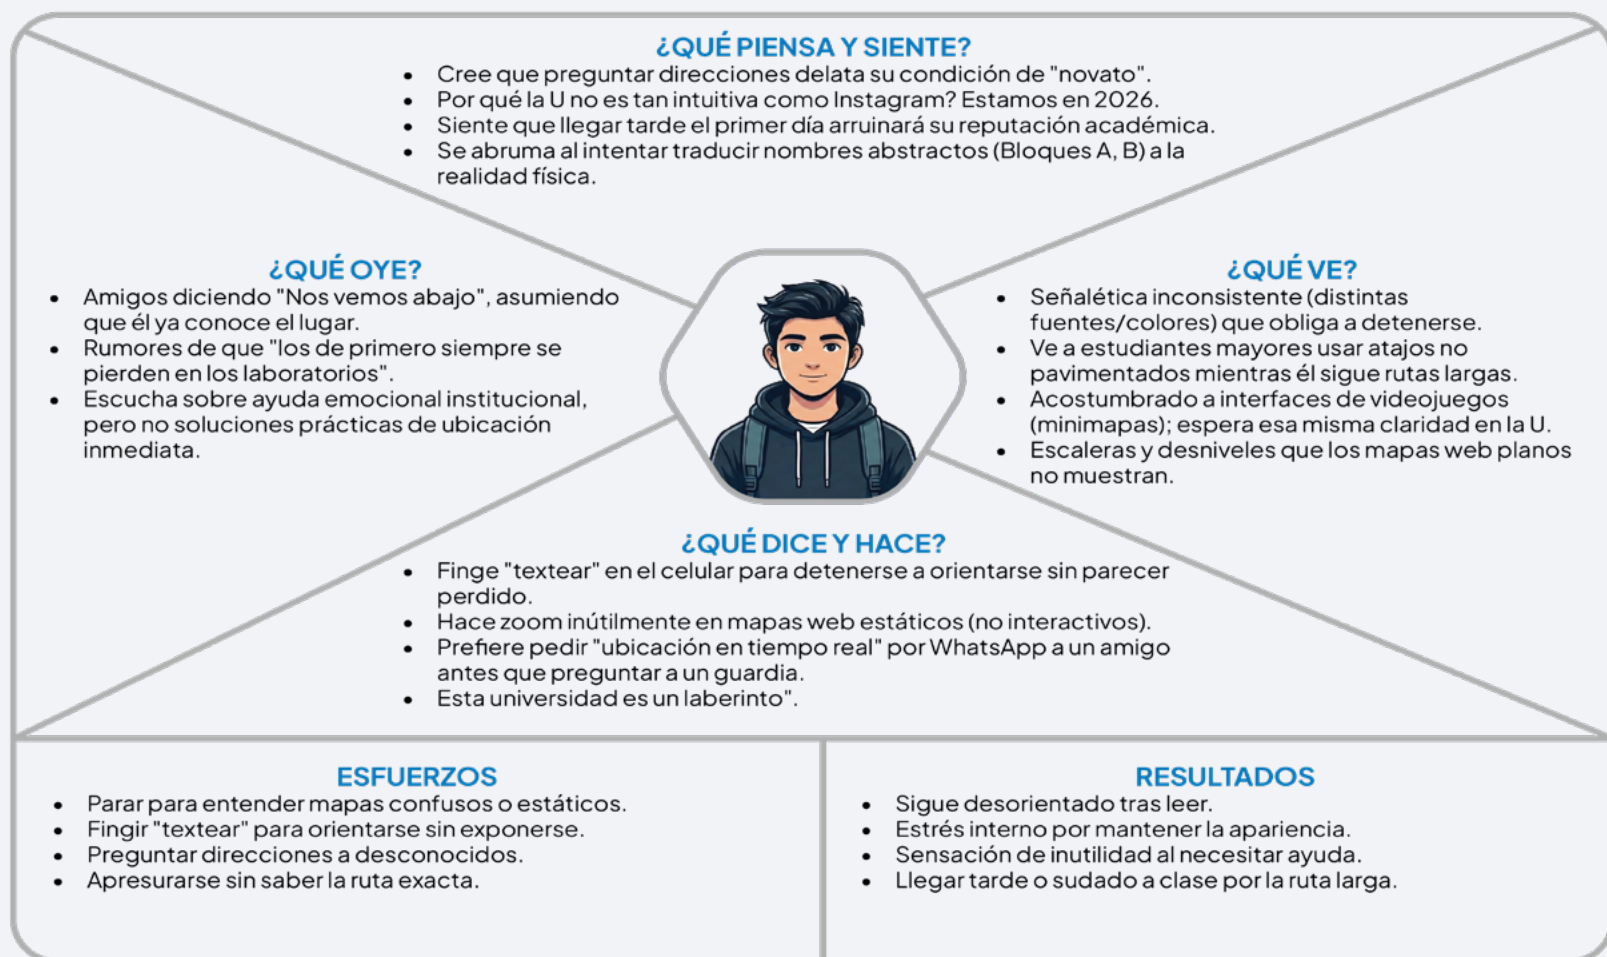 ¿QUÉ PIENSA Y SIENTE?
• Cree que preguntar direcciones delata su condición de "novato".
• Por qué la U no es tan intuitiva como Instagram? Estamos en 2026.
• Siente que llegar tarde el primer día arruinará su reputación académica.
• Se abruma al intentar traducir nombres abstractos (Bloques A, B) a la
realidad física.
¿QUÉ OYE?
• Amigos diciendo "Nos vemos abajo", asumiendo
que él ya conoce el lugar.
• Rumores de que "los de primero siempre se
pierden en los laboratorios".
• Escucha sobre ayuda emocional institucional,
pero no soluciones prácticas de ubicación
inmediata.
¿QUÉ VE?
• Señalética inconsistente (distintas
fuentes/colores) que obliga a detenerse.
• Ve a estudiantes mayores usar atajos no
pavimentados mientras él sigue rutas largas.
• Acostumbrado a interfaces de videojuegos
(minimapas); espera esa misma claridad en la U.
• Escaleras y desniveles que los mapas web planos
no muestran.
¿QUÉ DICE Y HACE?
• Finge "textear" en el celular para detenerse a orientarse sin parecer
perdido.
• Hace zoom inútilmente en mapas web estáticos (no interactivos).
• Prefiere pedir "ubicación en tiempo real" por WhatsApp a un amigo
antes que preguntar a un guardia.
• Esta universidad es un laberinto".
ESFUERZOS
• Parar para entender mapas confusos o estáticos.
• Fingir "textear" para orientarse sin exponerse.
• Preguntar direcciones a desconocidos.
• Apresurarse sin saber la ruta exacta.
RESULTADOS
• Sigue desorientado tras leer.
• Estrés interno por mantener la apariencia.
• Sensación de inutilidad al necesitar ayuda.
• Llegar tarde o sudado a clase por la ruta larga.